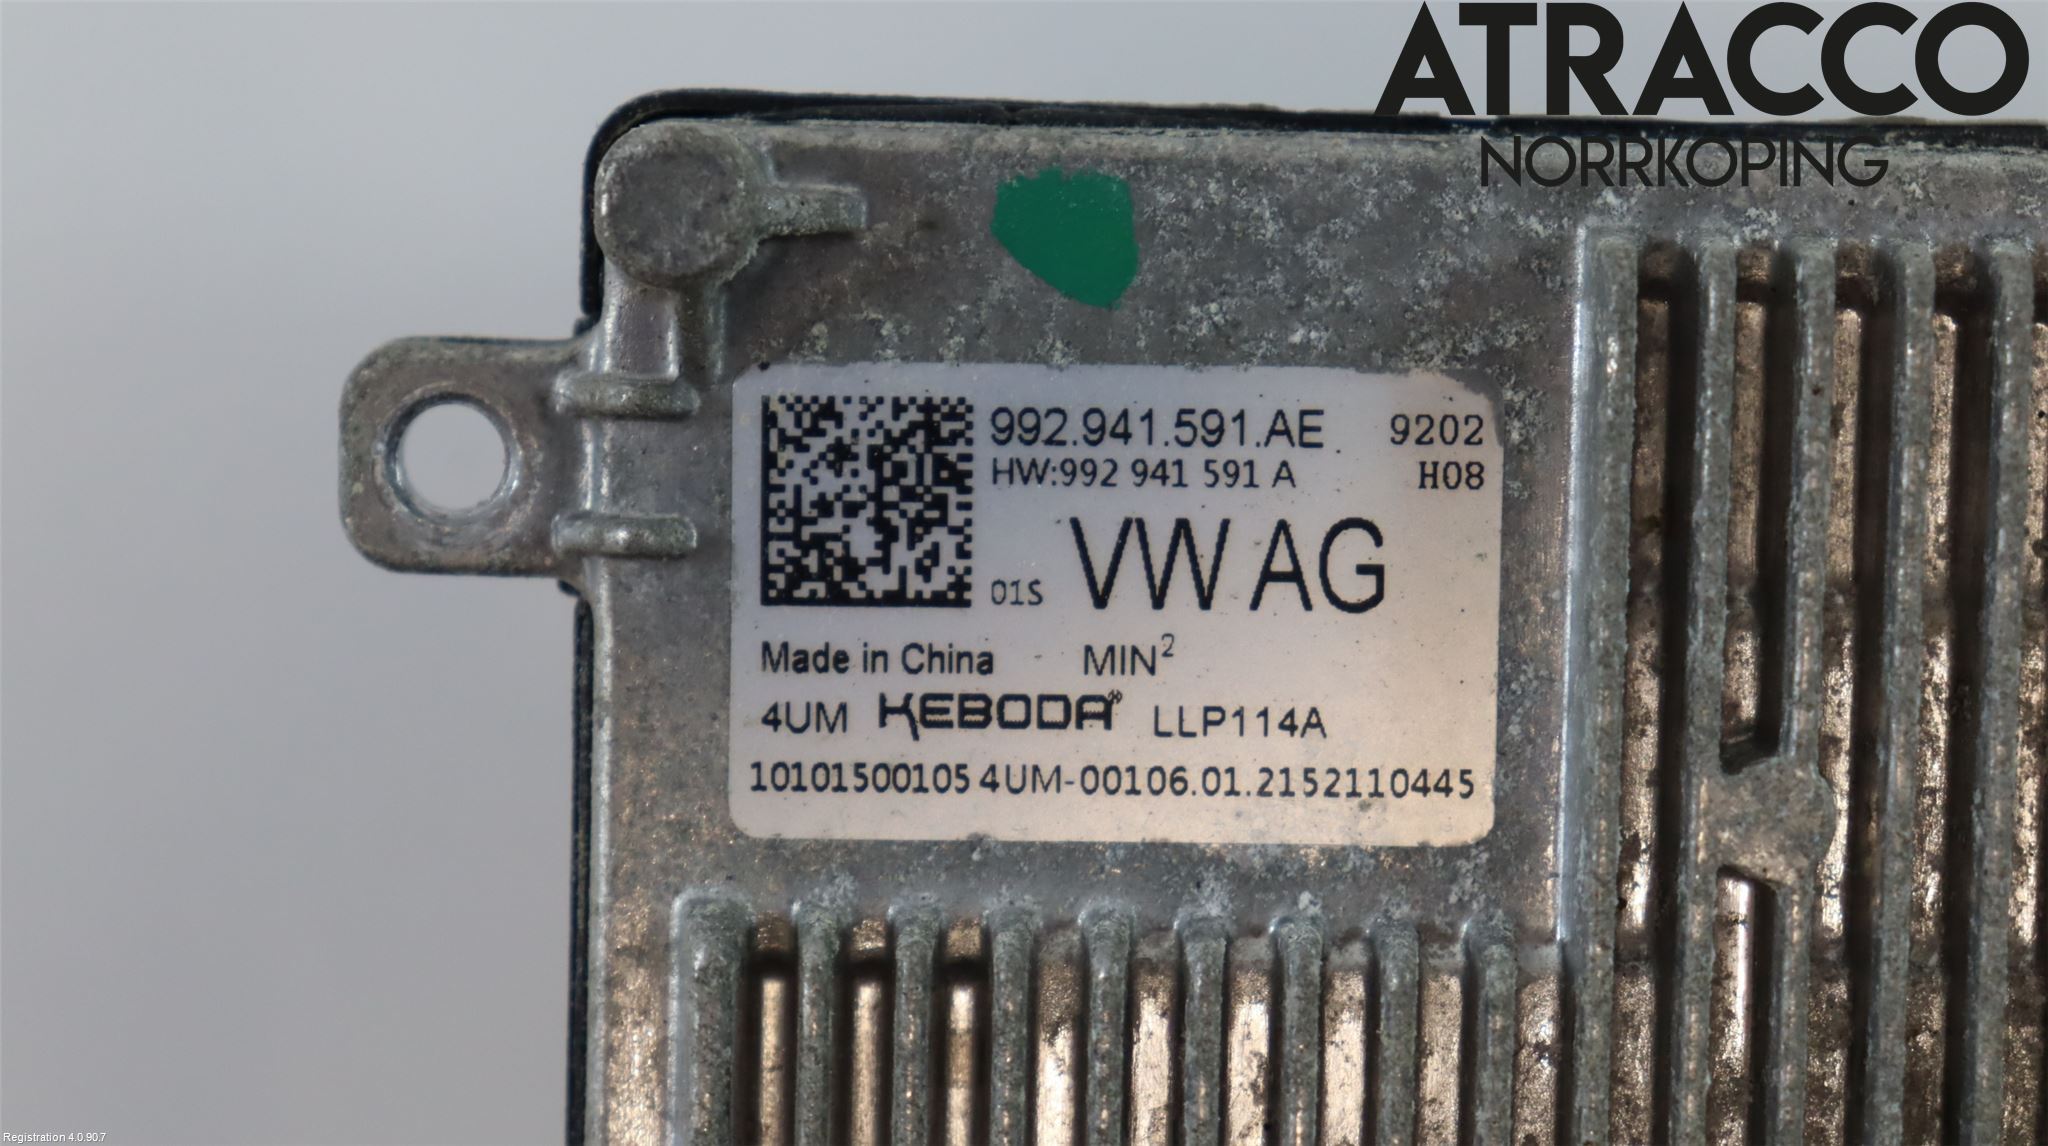 ATRACCO
NORRKOPING
992.941.591.AE 9202
HW:992 941 591 A H08
01S VW AG
Made in China MIN²
4UM KEBODA® LLP114A
10101500105 4UM-00106.01.2152110445
Registration 4.0.90.7